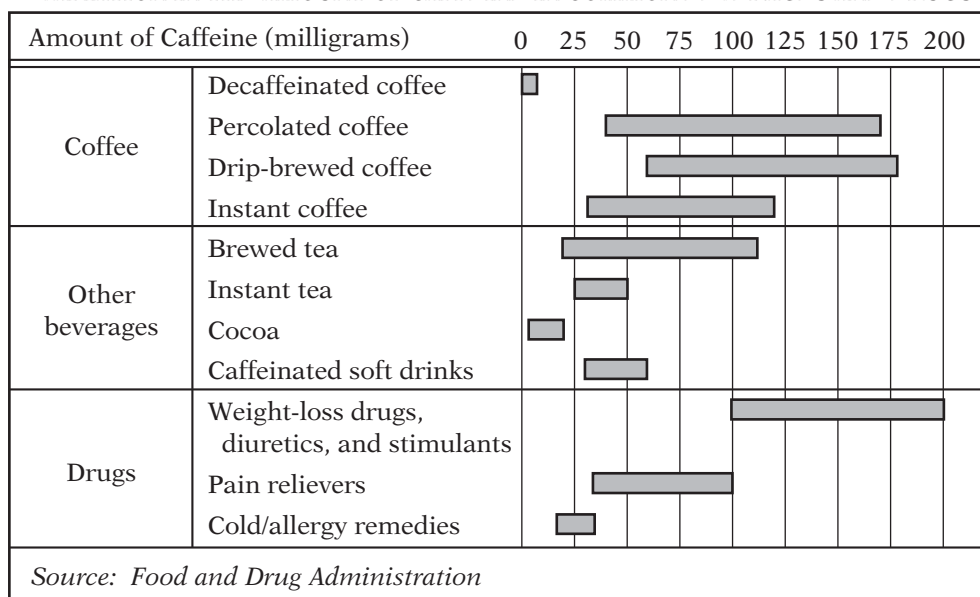 Amount of Caffeine (milligrams) 0 25 50 75 100 125 150 175 200
Coffee
Decaffeinated coffee
Percolated coffee
Drip-brewed coffee
Instant coffee
Other
beverages
Brewed tea
Instant tea
Cocoa
Caffeinated soft drinks
Drugs
Weight-loss drugs,
diuretics, and stimulants
Pain relievers
Cold/allergy remedies
Source: Food and Drug Administration